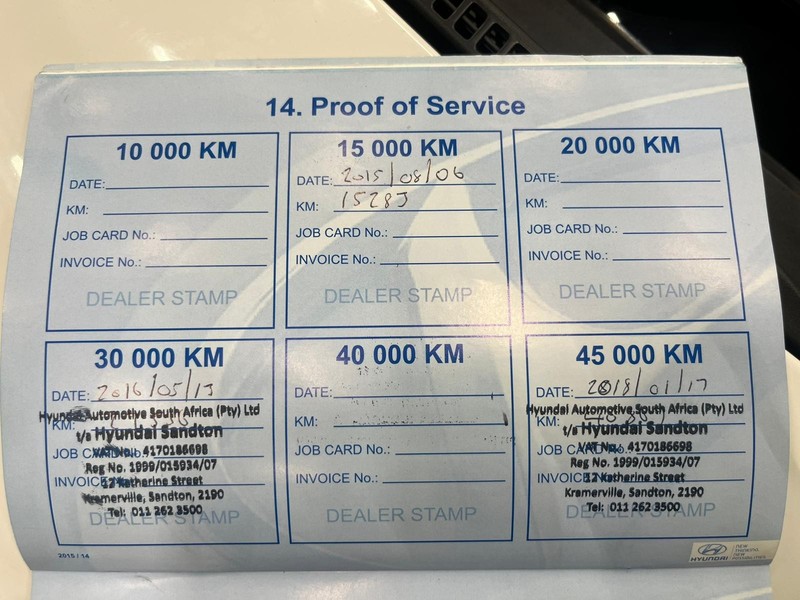 14. Proof of Service
10 000 KM
DATE:
KM:
JOB CARD No.:
INVOICE No.:
DEALER STAMP
15 000 KM
DATE: 2015/08/06
KM:
JOB CARD No.:
INVOICE No.:
DEALER STAMP
20 000 KM
DATE:
KM:
JOB CARD No.:
INVOICE No.:
DEALER STAMP
30 000 KM
DATE:
Hyundai Automotive South Africa (Pty) Ltd
KM:
t/a Hyundai Sandton
VAT No.: 4170186698
JOB CARD No.:
Reg No. 1999/015934/07
INVOICE
12 Katherine Street
Kramerville, Sandton, 2190
Tel: 011 262 3500
DEALER STAMP
40 000 KM
DATE:
KM:
JOB CARD No.:
INVOICE No.:
DEALER STAMP
45 000 KM
DATE: 2018/01/17
Hyundai Automotive South Africa (Pty) Ltd
KM:
t/a Hyundai Sandton
VAT No. 4170186698
JOB CARD No.:
Reg No. 1999/015934/07
INVOICE
12 Katherine Street
Kramerville, Sandton, 2190
Tel: 011 262 3500
DEALER STAMP
2015 / 14
HYUNDAI
NEW THINKING.
NEW POSSIBILITIES.